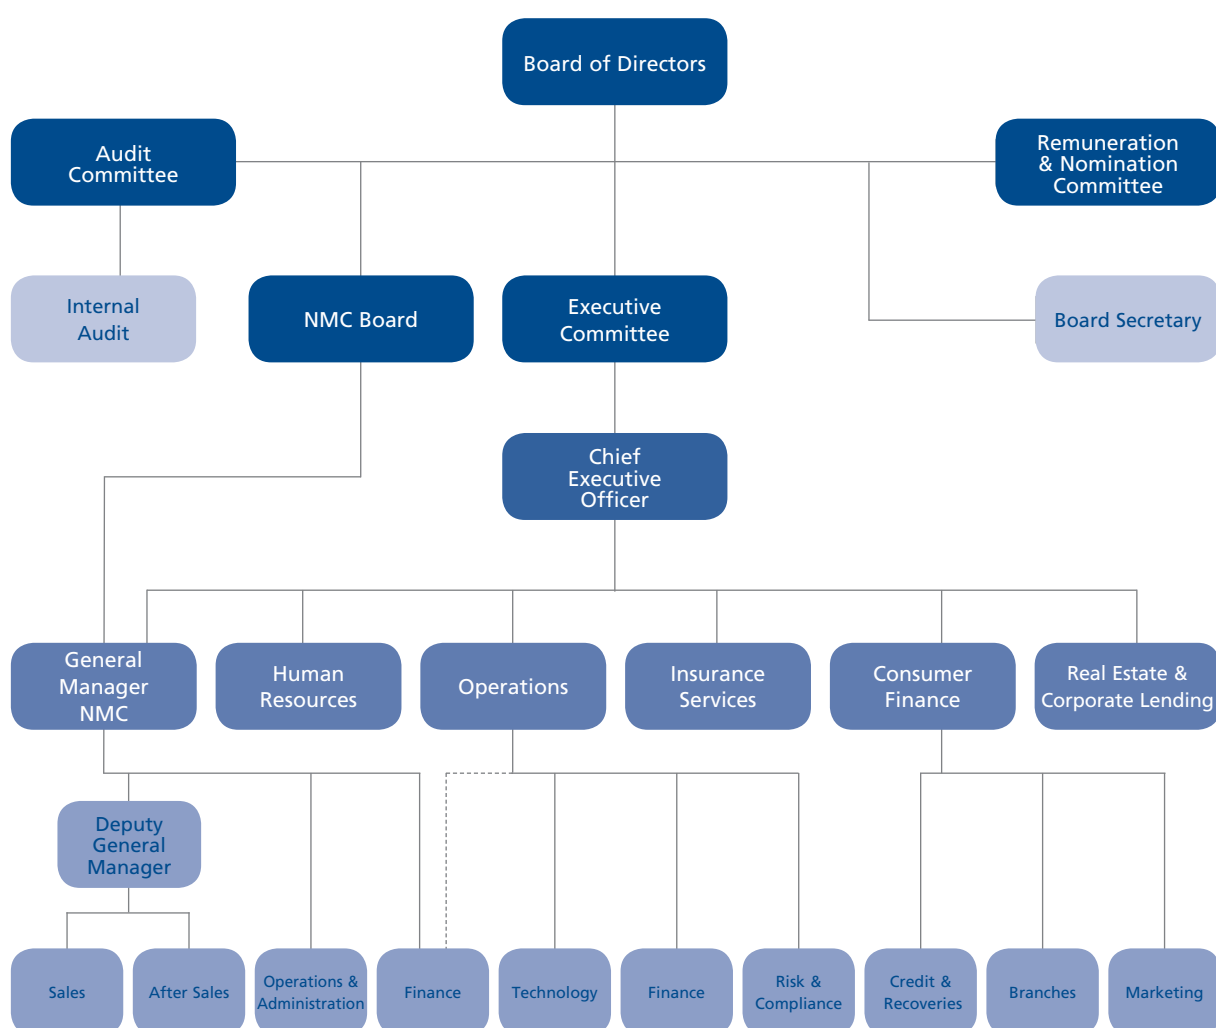 Board of Directors
Audit
Committee
Remuneration
& Nomination
Committee
Internal
Audit
NMC Board
Executive
Committee
Board Secretary
Chief
Executive
Officer
General
Manager
NMC
Human
Resources
Operations
Insurance
Services
Consumer
Finance
Real Estate &
Corporate Lending
Deputy
General
Manager
Sales
After Sales
Operations &
Administration
Finance
Technology
Finance
Risk &
Compliance
Credit &
Recoveries
Branches
Marketing